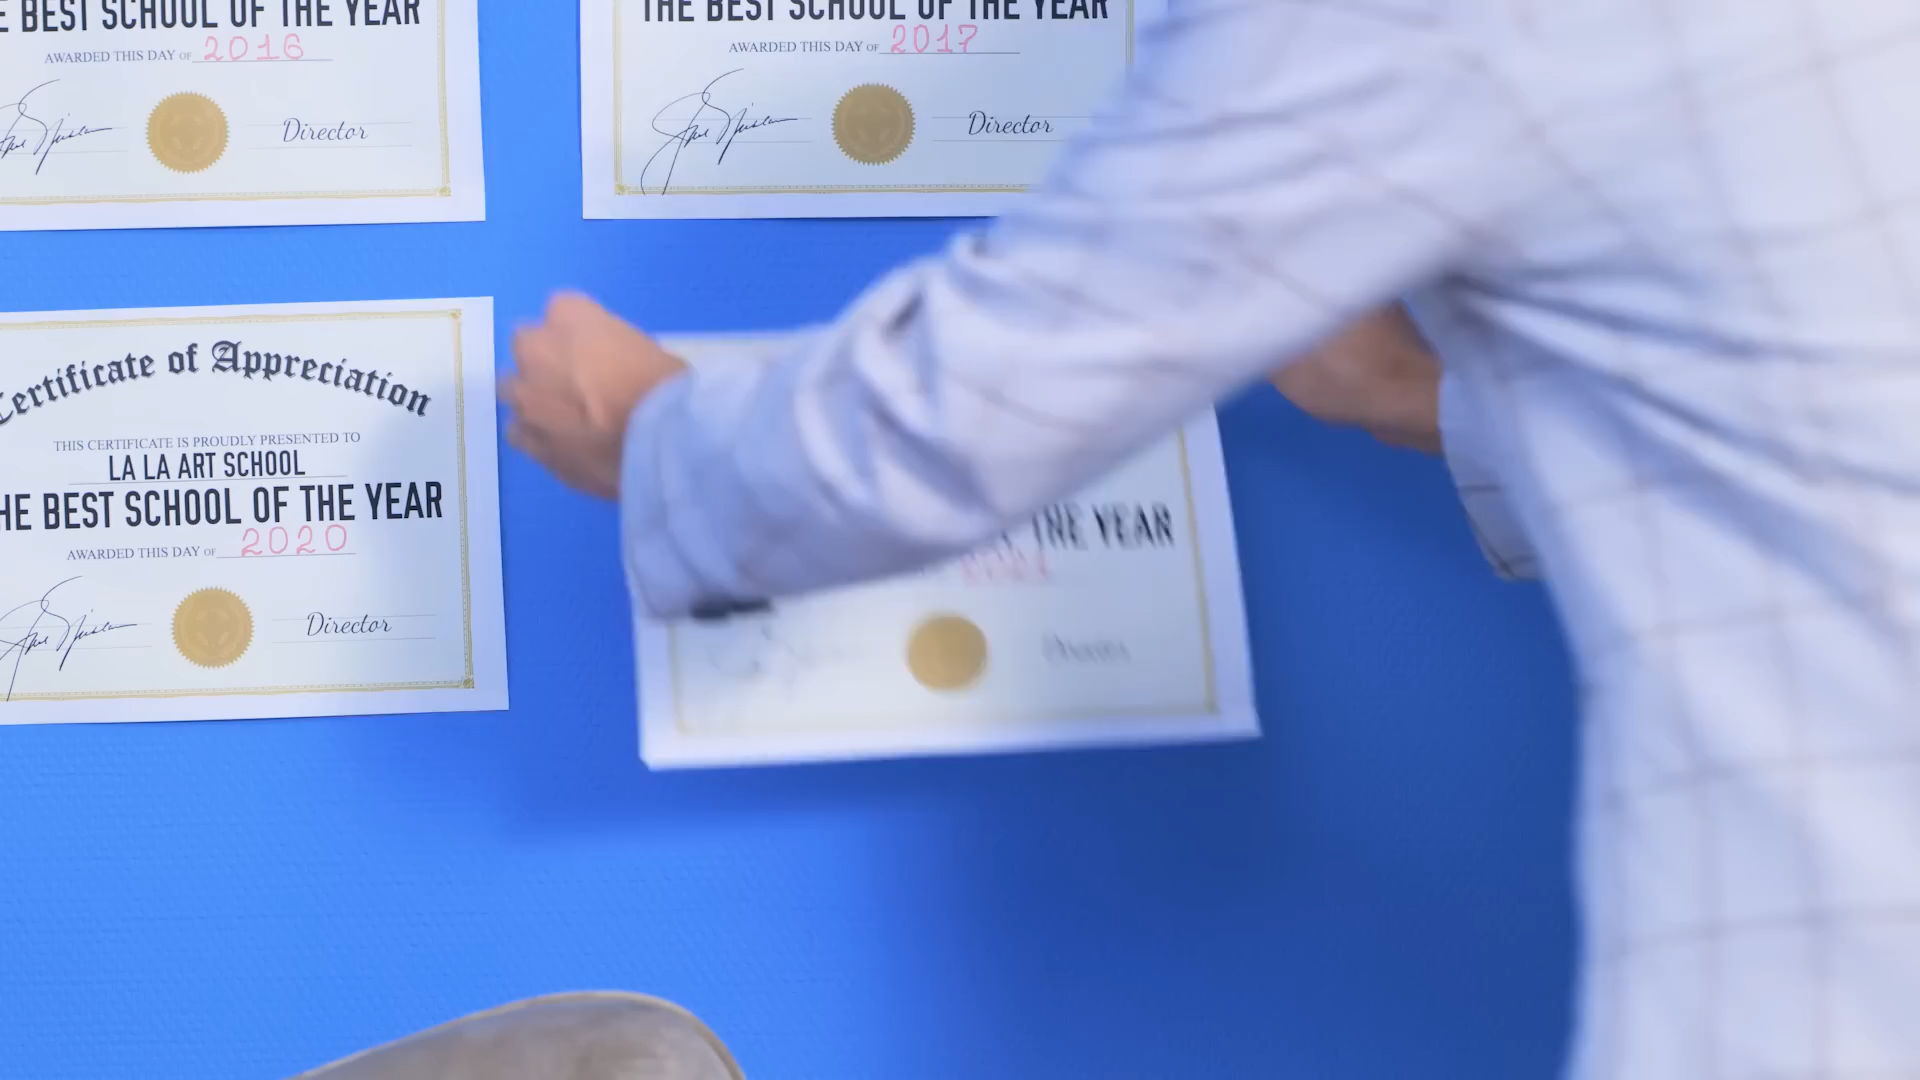 E BEST SCHOOL OF THE YEAR
AWARDED THIS DAY OF 2016
Director
THE BEST SCHOOL OF THE YEAR
AWARDED THIS DAY OF 2017
Director
Certificate of Appreciation
THIS CERTIFICATE IS PROUDLY PRESENTED TO
LA LA ART SCHOOL
HE BEST SCHOOL OF THE YEAR
AWARDED THIS DAY OF 2020
Director
THE YEAR